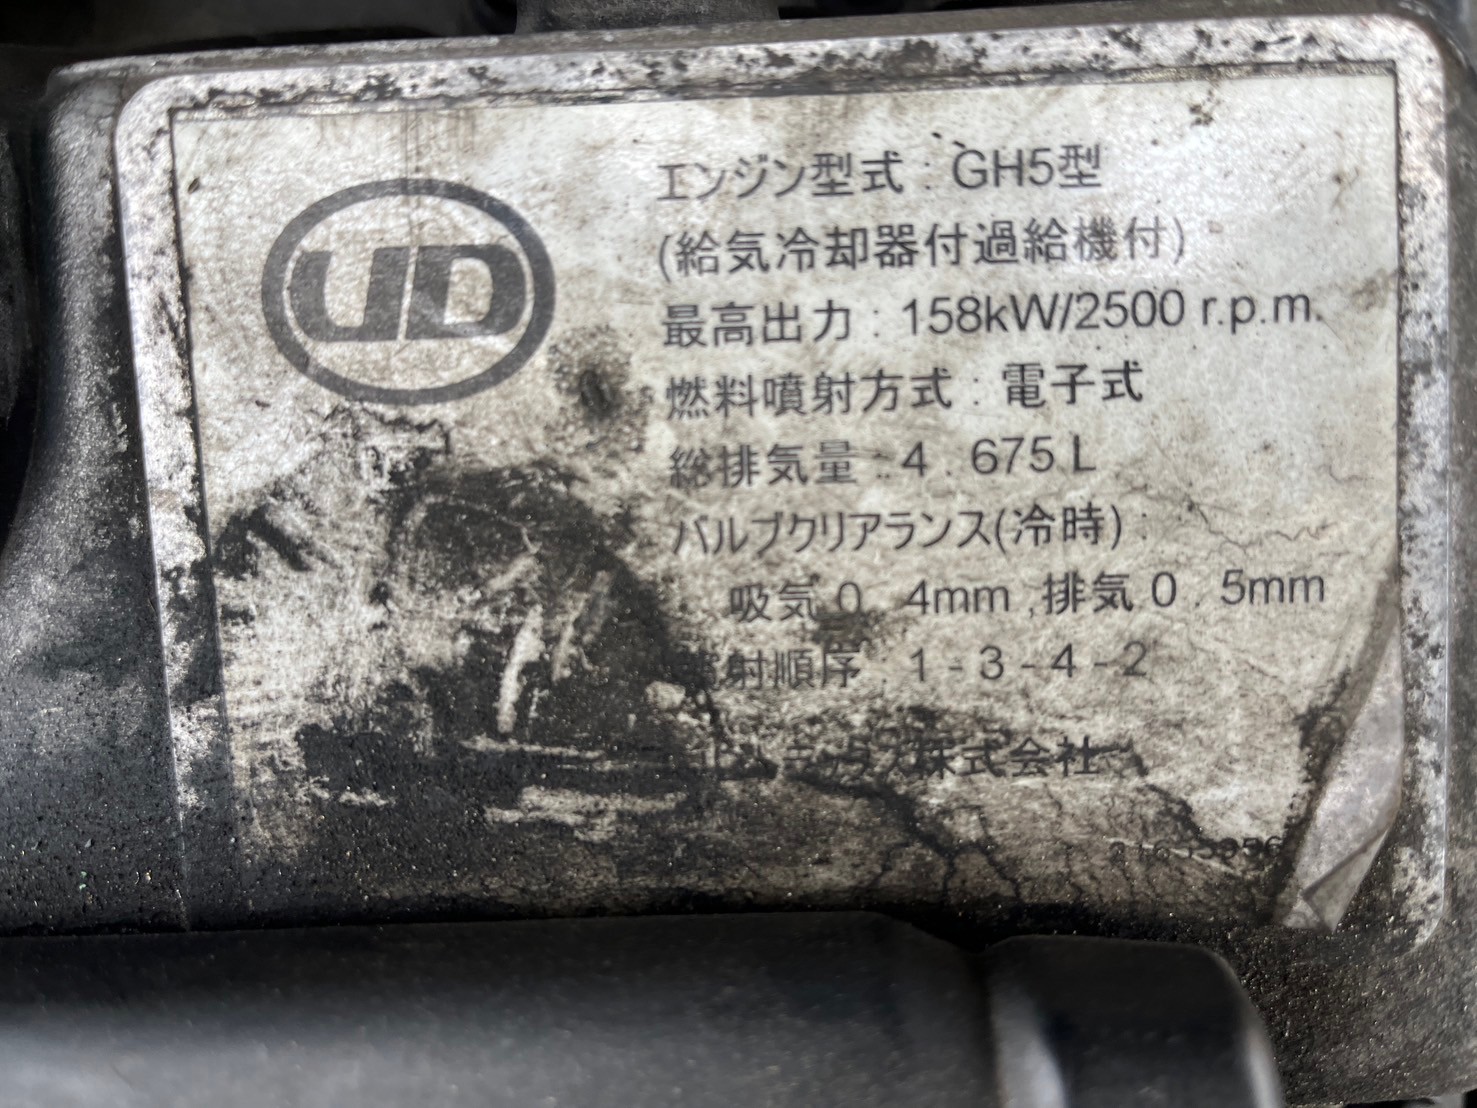 UD
エンジン型式 : GH5型
(給気冷却器付過給機付)
最高出力 : 158kW/2500 r.p.m.
燃料噴射方式 : 電子式
総排気量 : 4 . 675 L
バルブクリアランス(冷時) :
吸気 0 . 4mm , 排気 0 . 5mm
射順序 : 1 - 3 - 4 - 2
株式会社